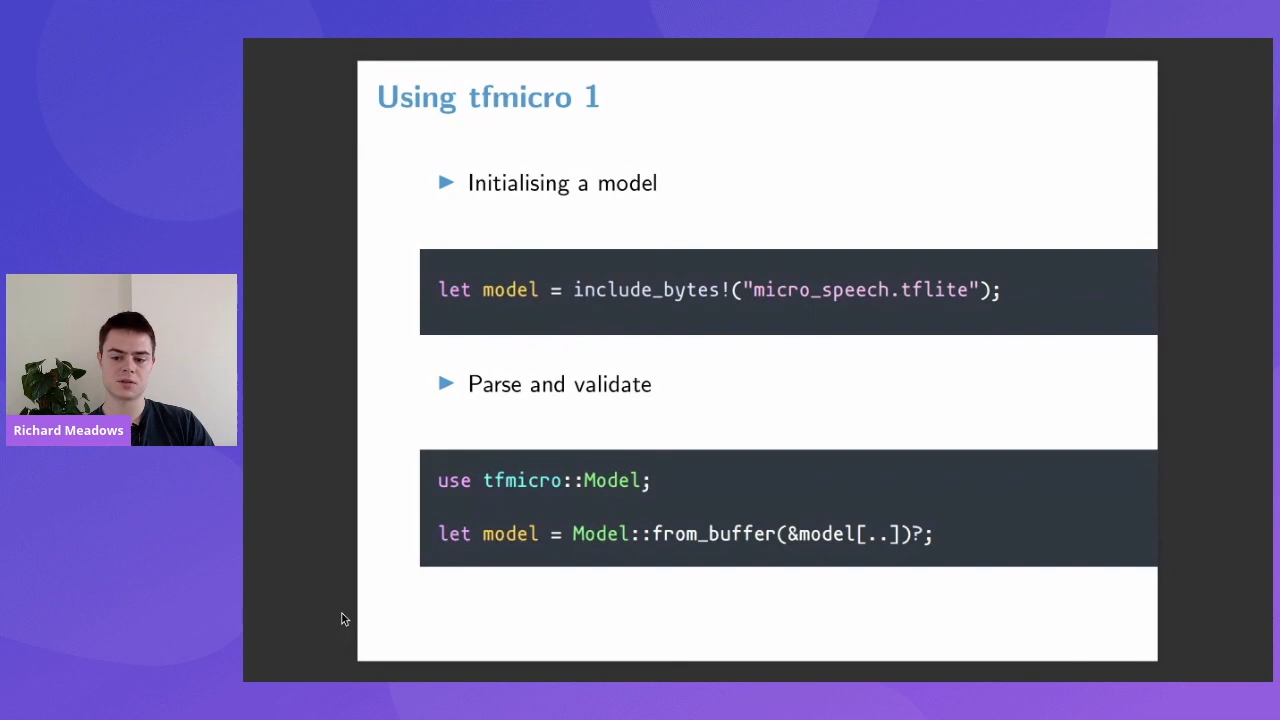 Using tfmicro 1
▶ Initialising a model
let model = include_bytes!("micro_speech.tflite");
▶ Parse and validate
use tfmicro::Model;
let model = Model::from_buffer(&model[..])?;
Richard Meadows